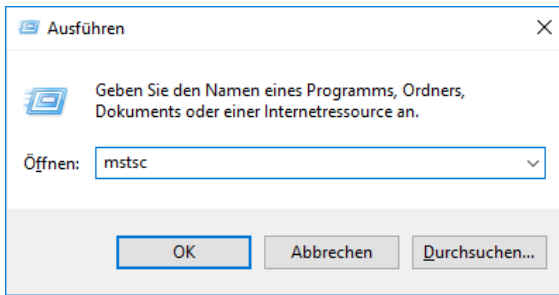 Ausführen
Geben Sie den Namen eines Programms, Ordners,
Dokuments oder einer Internetressource an.
Öffnen: mstsc
OK Abbrechen Durchsuchen...